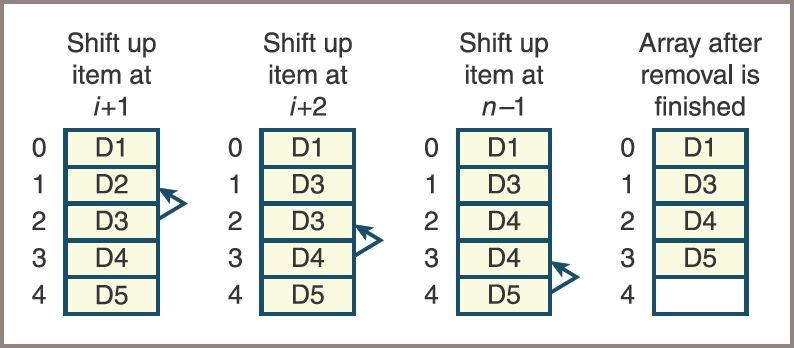 Shift up
item at
i+1
Shift up
item at
i+2
Shift up
item at
n−1
Array after
removal is
finished
0 D1
1 D2
2 D3
3 D4
4 D5
0 D1
1 D3
2 D3
3 D4
4 D5
0 D1
1 D3
2 D4
3 D4
4 D5
0 D1
1 D3
2 D4
3 D5
4